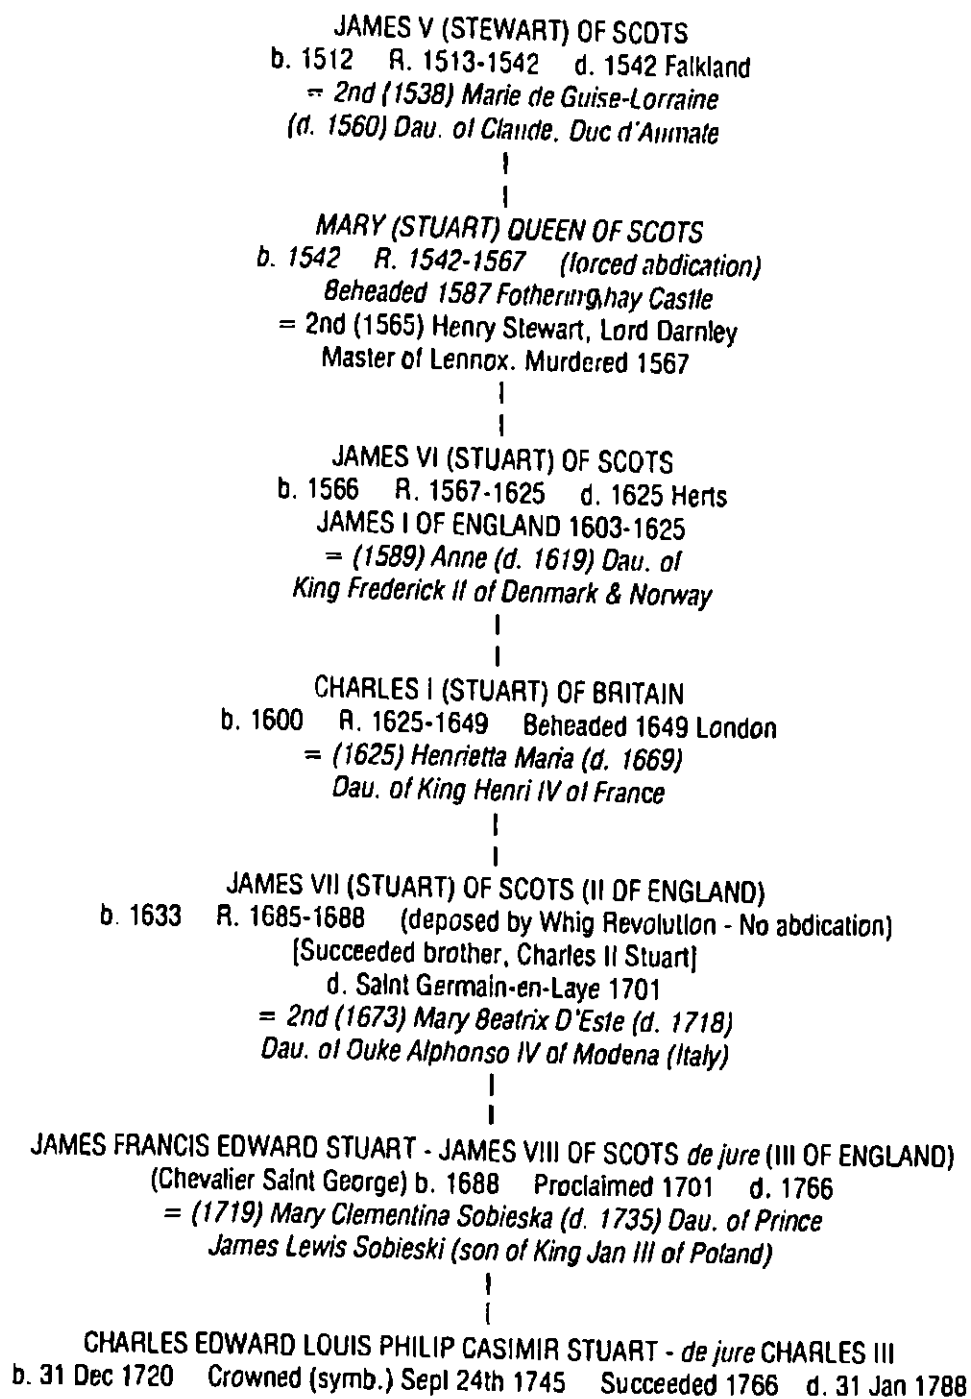 JAMES V (STEWART) OF SCOTS
b. 1512 R. 1513-1542 d. 1542 Falkland
= 2nd (1538) Marie de Guise-Lorraine
(d. 1560) Dau. of Claude, Duc d'Aumale
MARY (STUART) QUEEN OF SCOTS
b. 1542 R. 1542-1567 (forced abdication)
Beheaded 1587 Fotheringhay Castle
= 2nd (1565) Henry Stewart, Lord Darnley
Master of Lennox. Murdered 1567
JAMES VI (STUART) OF SCOTS
b. 1566 R. 1567-1625 d. 1625 Herts
JAMES I OF ENGLAND 1603-1625
= (1589) Anne (d. 1619) Dau. of
King Frederick II of Denmark & Norway
CHARLES I (STUART) OF BRITAIN
b. 1600 R. 1625-1649 Beheaded 1649 London
= (1625) Henrietta Maria (d. 1669)
Dau. of King Henri IV of France
JAMES VII (STUART) OF SCOTS (II OF ENGLAND)
b. 1633 R. 1685-1688 (deposed by Whig Revolution - No abdication)
[Succeeded brother, Charles II Stuart]
d. Saint Germain-en-Laye 1701
= 2nd (1673) Mary Beatrix D'Este (d. 1718)
Dau. of Duke Alphonso IV of Modena (Italy)
JAMES FRANCIS EDWARD STUART - JAMES VIII OF SCOTS de jure (III OF ENGLAND)
(Chevalier Saint George) b. 1688 Proclaimed 1701 d. 1766
= (1719) Mary Clementina Sobieska (d. 1735) Dau. of Prince
James Lewis Sobieski (son of King Jan III of Poland)
CHARLES EDWARD LOUIS PHILIP CASIMIR STUART - de jure CHARLES III
b. 31 Dec 1720 Crowned (symb.) Sept 24th 1745 Succeeded 1766 d. 31 Jan 1788